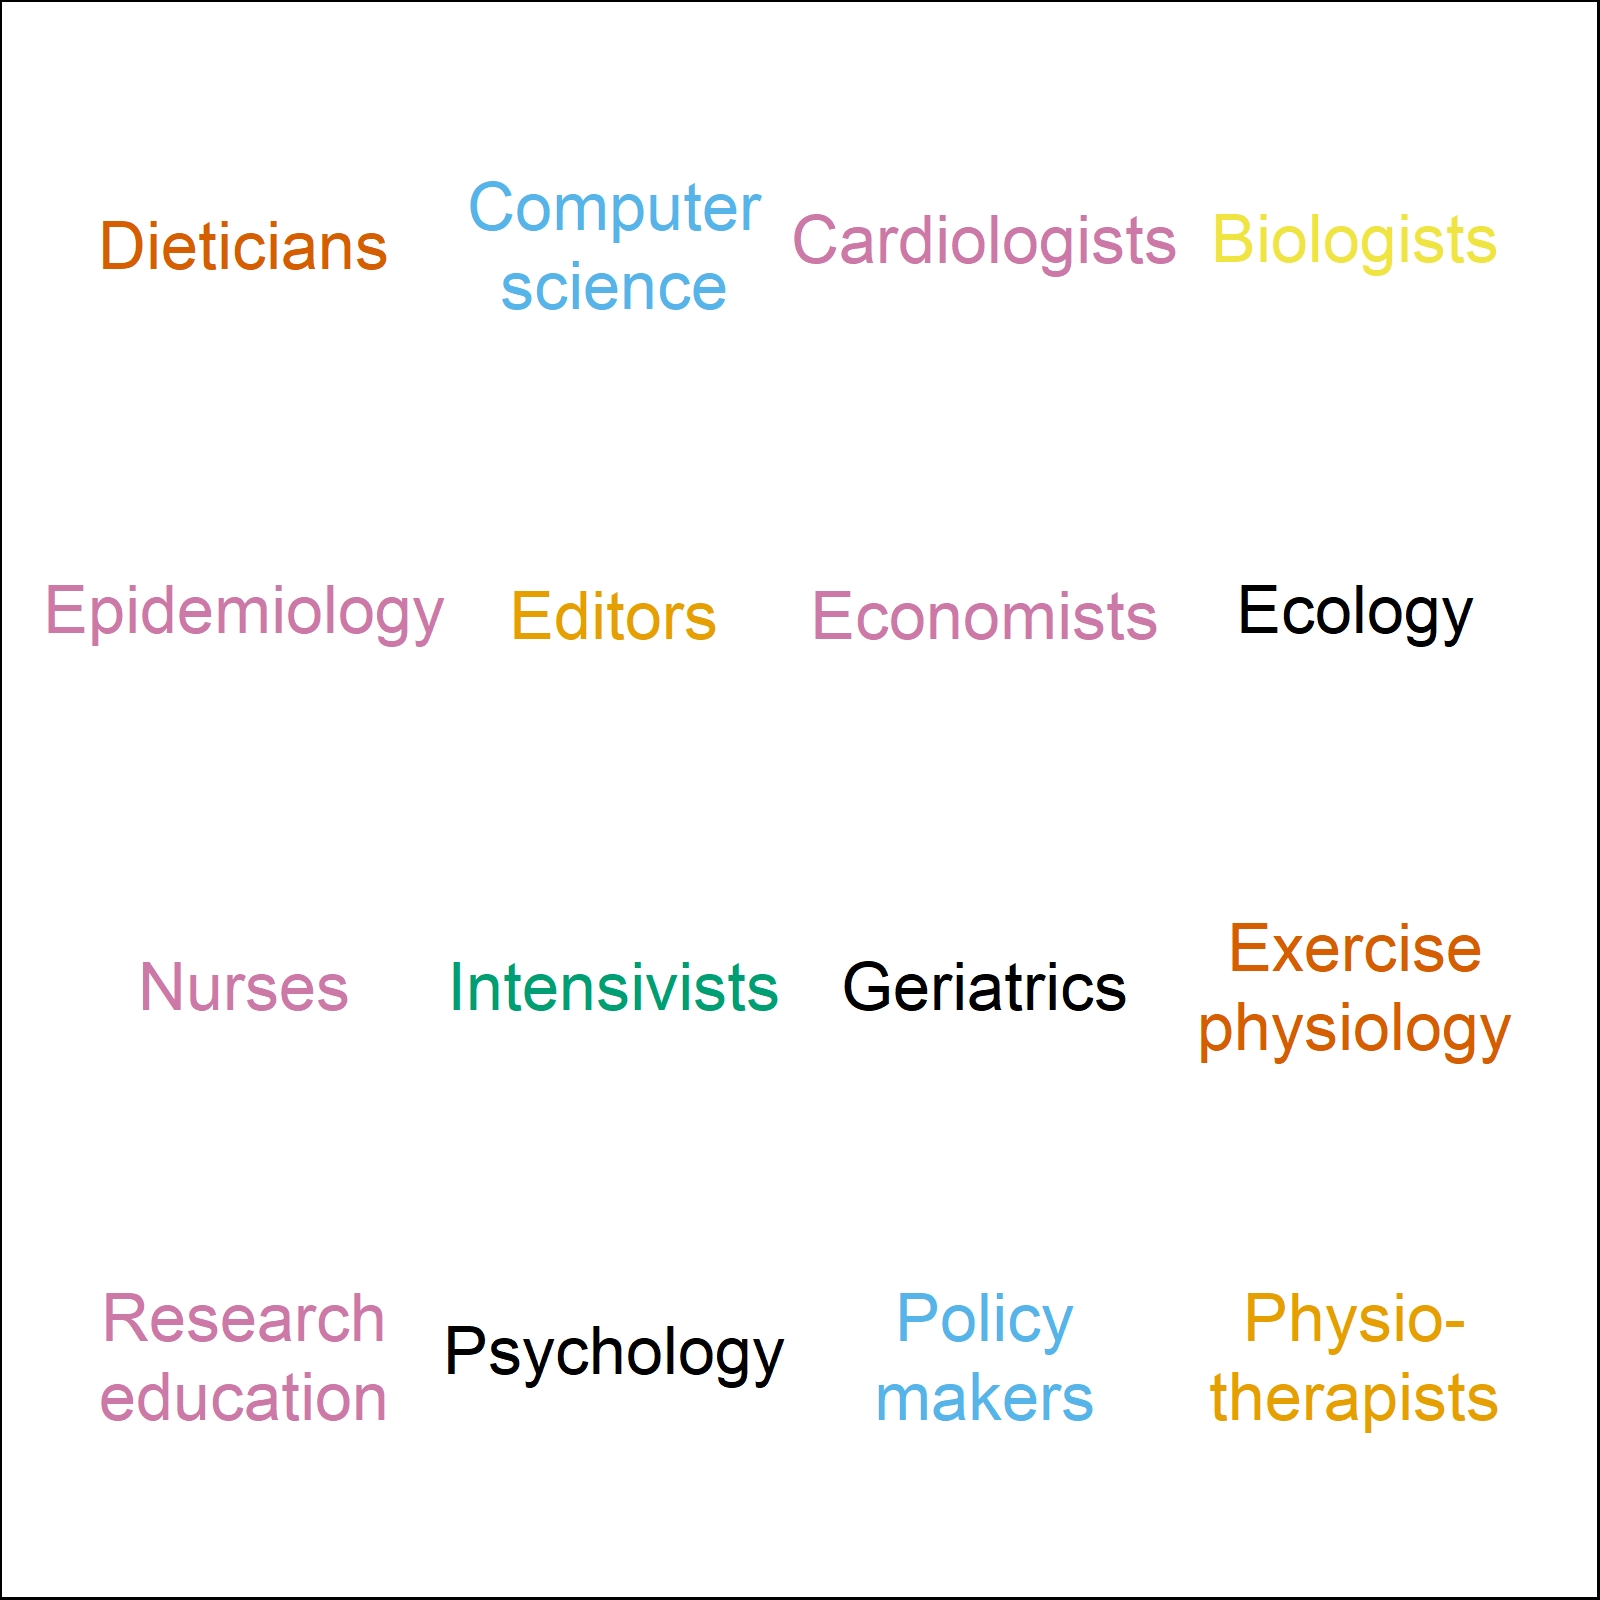 Dieticians
Computer
science
Cardiologists
Biologists
Epidemiology
Editors
Economists
Ecology
Nurses
Intensivists
Geriatrics
Exercise
physiology
Research
education
Psychology
Policy
makers
Physio-
therapists